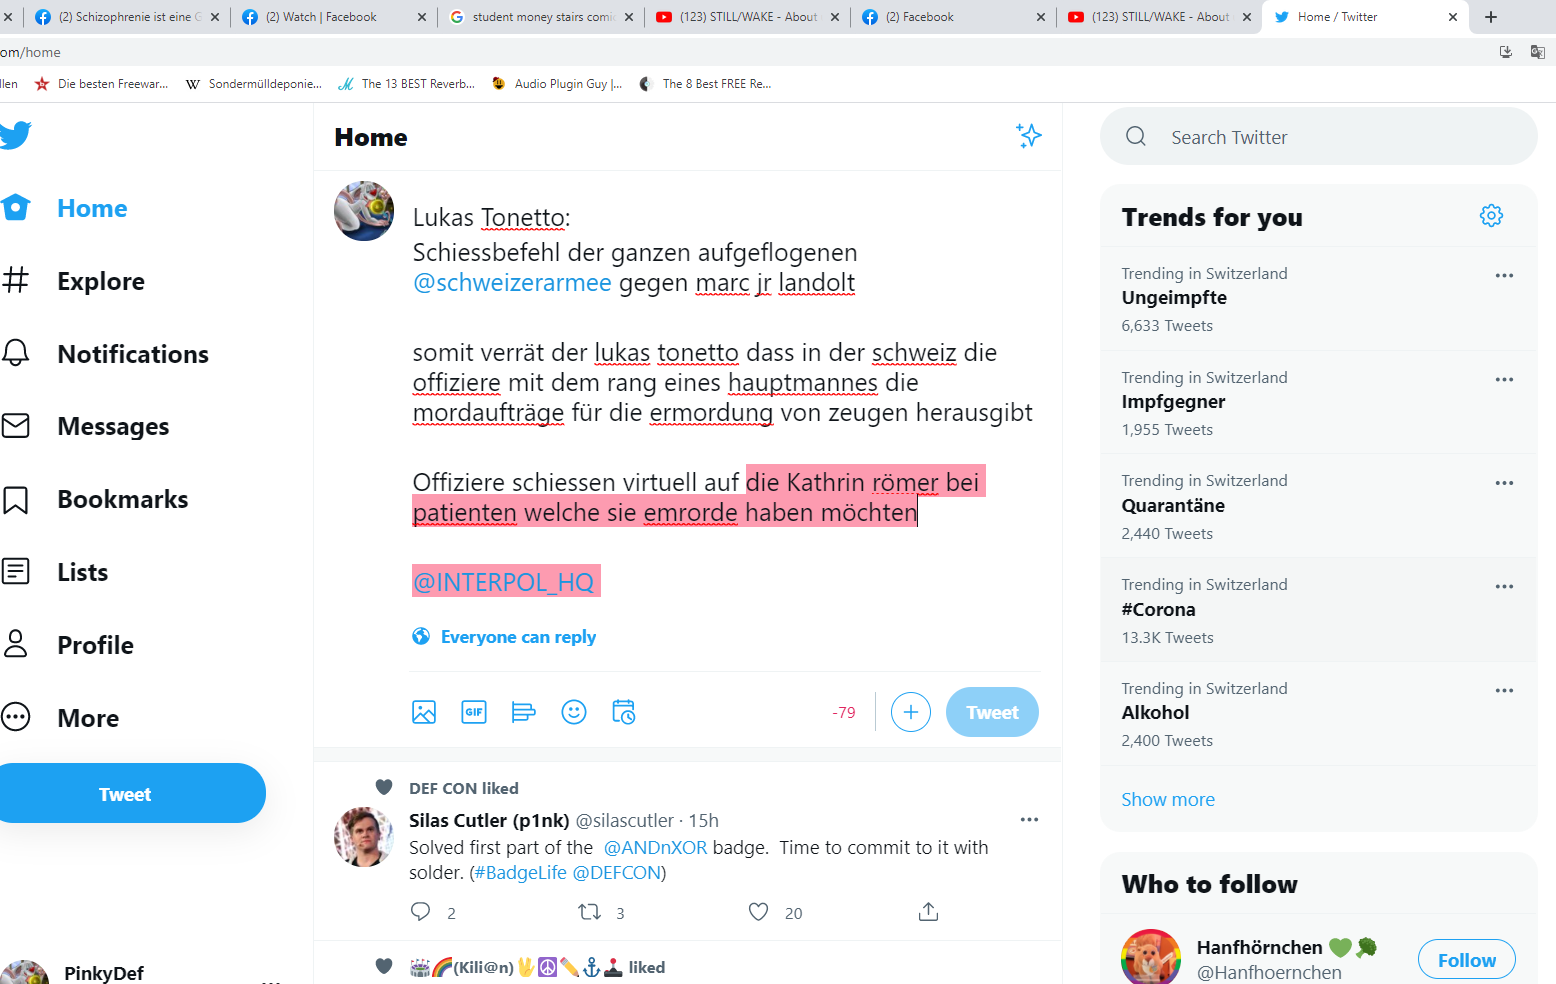 (2) Schizophrenie ist eine G
(2) Watch | Facebook
student money stairs comic
(123) STILL/WAKE - About
(2) Facebook
(123) STILL/WAKE - About
Home / Twitter
om/home
llen
Die besten Freewar...
Sondermülldeponie...
The 13 BEST Reverb...
Audio Plugin Guy |...
The 8 Best FREE Re...
Home
Explore
Notifications
Messages
Bookmarks
Lists
Profile
More
Tweet
PinkyDef
Home
Lukas Tonetto:
Schiessbefehl der ganzen aufgeflogenen
@schweizerarmee gegen marc jr landolt
somit verrät der lukas tonetto dass in der schweiz die
offiziere mit dem rang eines hauptmannes die
mordaufträge für die ermordung von zeugen herausgibt
Offiziere schiessen virtuell auf die Kathrin römer bei
patienten welche sie emrorde haben möchten
@INTERPOL_HQ
Everyone can reply
GIF
-79
Tweet
DEF CON liked
Silas Cutler (p1nk) @silascutler · 15h
Solved first part of the @ANDnXOR badge. Time to commit to it with
solder. (#BadgeLife @DEFCON)
2
3
20
🏟️🌈(Kili@n)🖖☮️✏️⚓🕹️ liked
Search Twitter
Trends for you
Trending in Switzerland
Ungeimpfte
6,633 Tweets
Trending in Switzerland
Impfgegner
1,955 Tweets
Trending in Switzerland
Quarantäne
2,440 Tweets
Trending in Switzerland
#Corona
13.3K Tweets
Trending in Switzerland
Alkohol
2,400 Tweets
Show more
Who to follow
Hanfhörnchen 💚🥦
@Hanfhoernchen
Follow